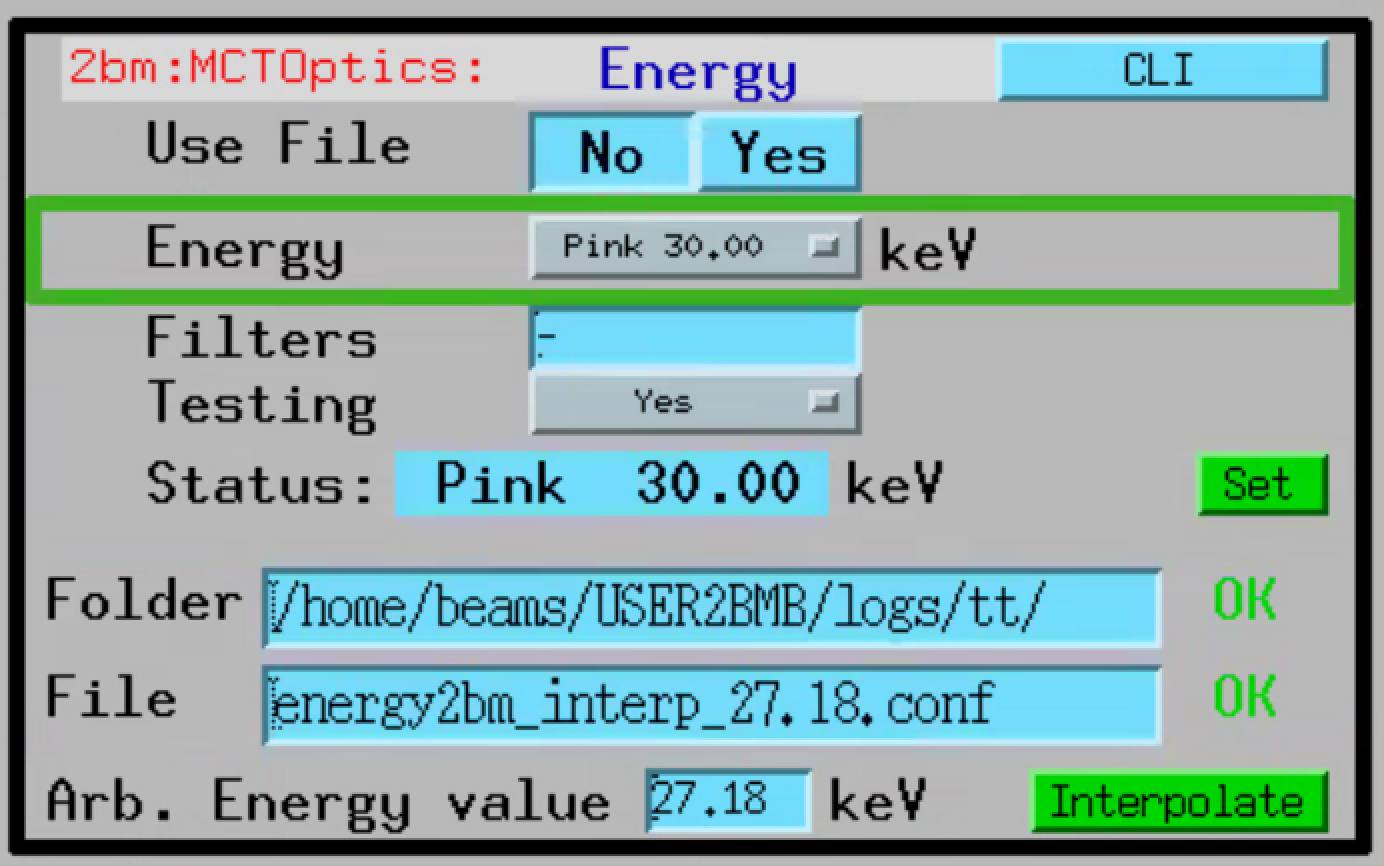 2bm:MCTOptics: Energy CLI
Use File No Yes
Energy Pink 30.00 keV
Filters -
Testing Yes
Status: Pink 30.00 keV Set
Folder /home/beams/USER2BMB/logs/tt/ OK
File energy2bm_interp_27.18.conf OK
Arb. Energy value 27.18 keV Interpolate